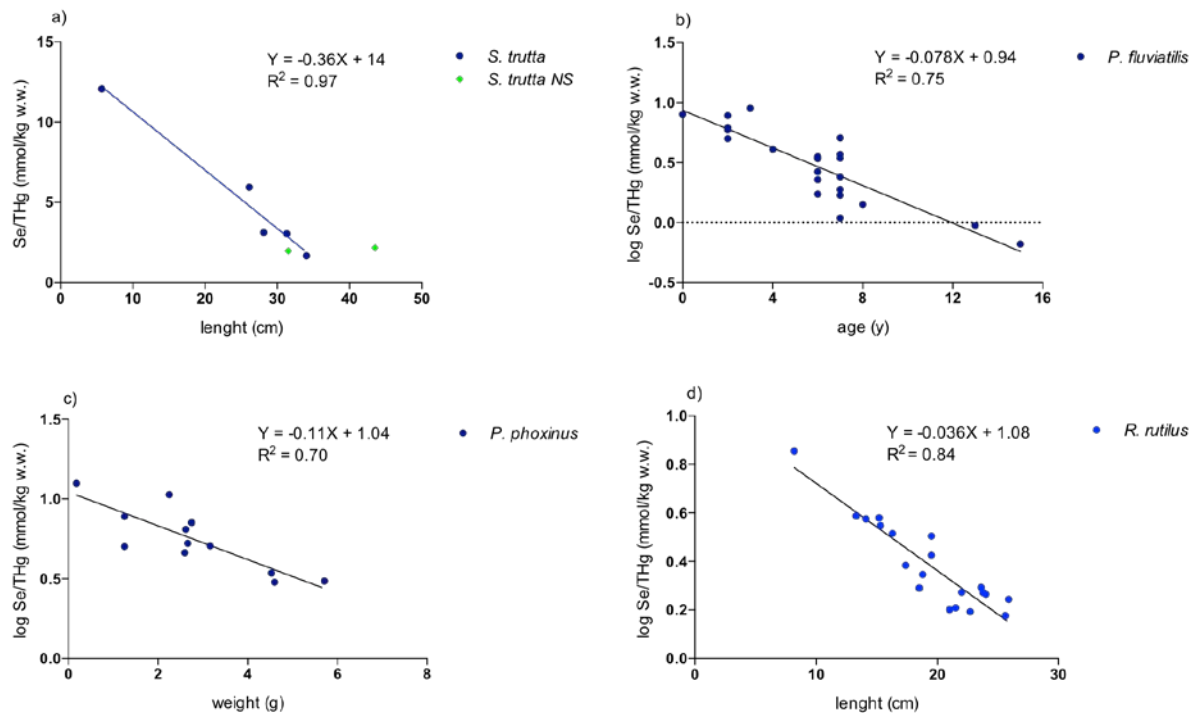 a)
Y = -0.36X + 14
R² = 0.97
S. trutta
S. trutta NS
Se/THg (mmol/kg w.w.)
15
10
5
0
0 10 20 30 40 50
lenght (cm)
b)
Y = -0.078X + 0.94
R² = 0.75
P. fluviatilis
log Se/THg (mmol/kg w.w.)
1.5
1.0
0.5
0.0
-0.5
0 4 8 12 16
age (y)
c)
Y = -0.11X + 1.04
R² = 0.70
P. phoxinus
log Se/THg (mmol/kg w.w.)
1.5
1.0
0.5
0.0
0 2 4 6 8
weight (g)
d)
Y = -0.036X + 1.08
R² = 0.84
R. rutilus
log Se/THg (mmol/kg w.w.)
1.0
0.8
0.6
0.4
0.2
0.0
10 20 30
lenght (cm)